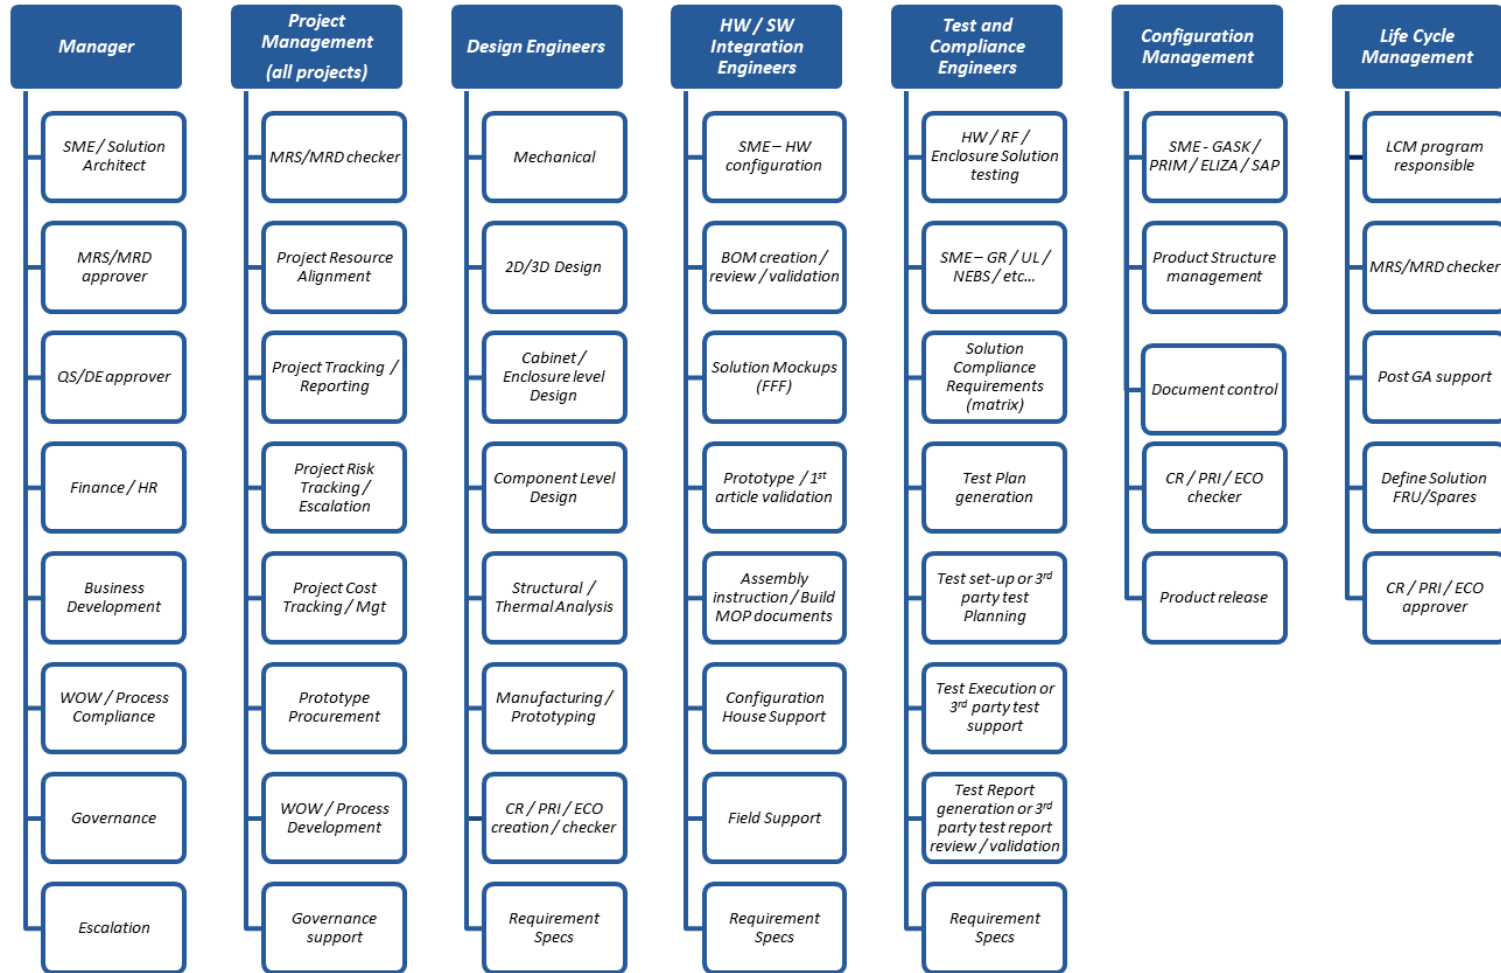 Manager
SME / Solution
Architect
MRS/MRD
approver
QS/DE approver
Finance / HR
Business
Development
WOW / Process
Compliance
Governance
Escalation
Project
Management
(all projects)
MRS/MRD checker
Project Resource
Alignment
Project Tracking /
Reporting
Project Risk
Tracking /
Escalation
Project Cost
Tracking / Mgt
Prototype
Procurement
WOW / Process
Development
Governance
support
Design Engineers
Mechanical
2D/3D Design
Cabinet /
Enclosure level
Design
Component Level
Design
Structural /
Thermal Analysis
Manufacturing /
Prototyping
CR / PRI / ECO
creation / checker
Requirement
Specs
HW / SW
Integration
Engineers
SME – HW
configuration
BOM creation /
review / validation
Solution Mockups
(FFF)
Prototype / 1st
article validation
Assembly
instruction / Build
MOP documents
Configuration
House Support
Field Support
Requirement
Specs
Test and
Compliance
Engineers
HW / RF /
Enclosure Solution
testing
SME – GR / UL /
NEBS / etc…
Solution
Compliance
Requirements
(matrix)
Test Plan
generation
Test set-up or 3rd
party test
Planning
Test Execution or
3rd party test
support
Test Report
generation or 3rd
party test report
review / validation
Requirement
Specs
Configuration
Management
SME - GASK /
PRIM / ELIZA / SAP
Product Structure
management
Document control
CR / PRI / ECO
checker
Product release
Life Cycle
Management
LCM program
responsible
MRS/MRD checker
Post GA support
Define Solution
FRU/Spares
CR / PRI / ECO
approver